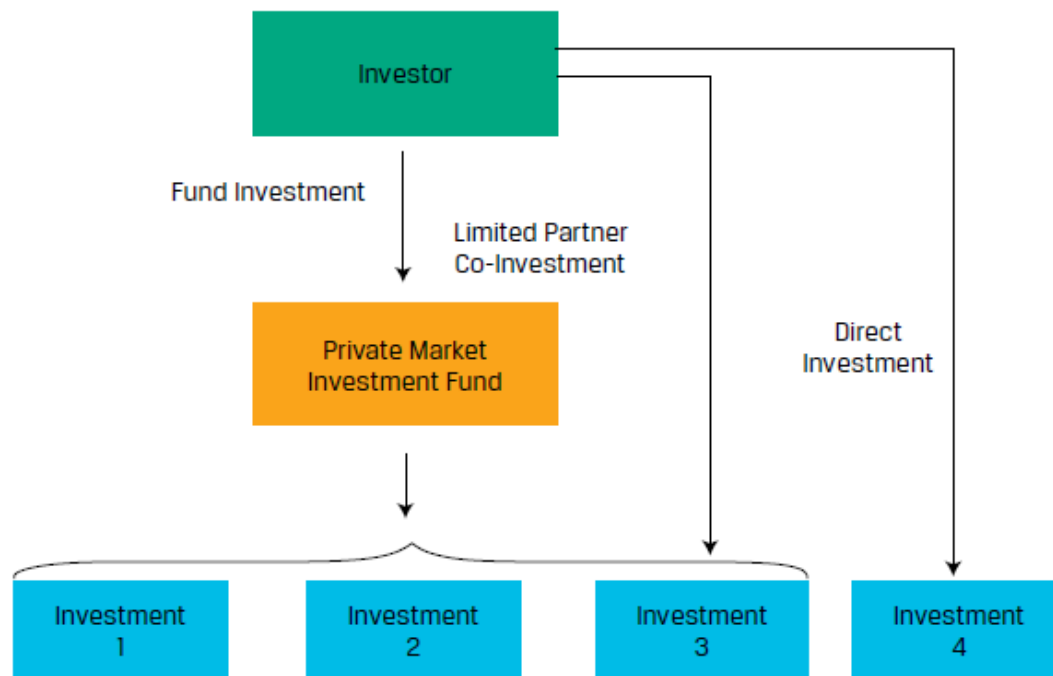 Investor
Fund Investment
Limited Partner
Co-Investment
Private Market
Investment Fund
Direct
Investment
Investment
1
Investment
2
Investment
3
Investment
4